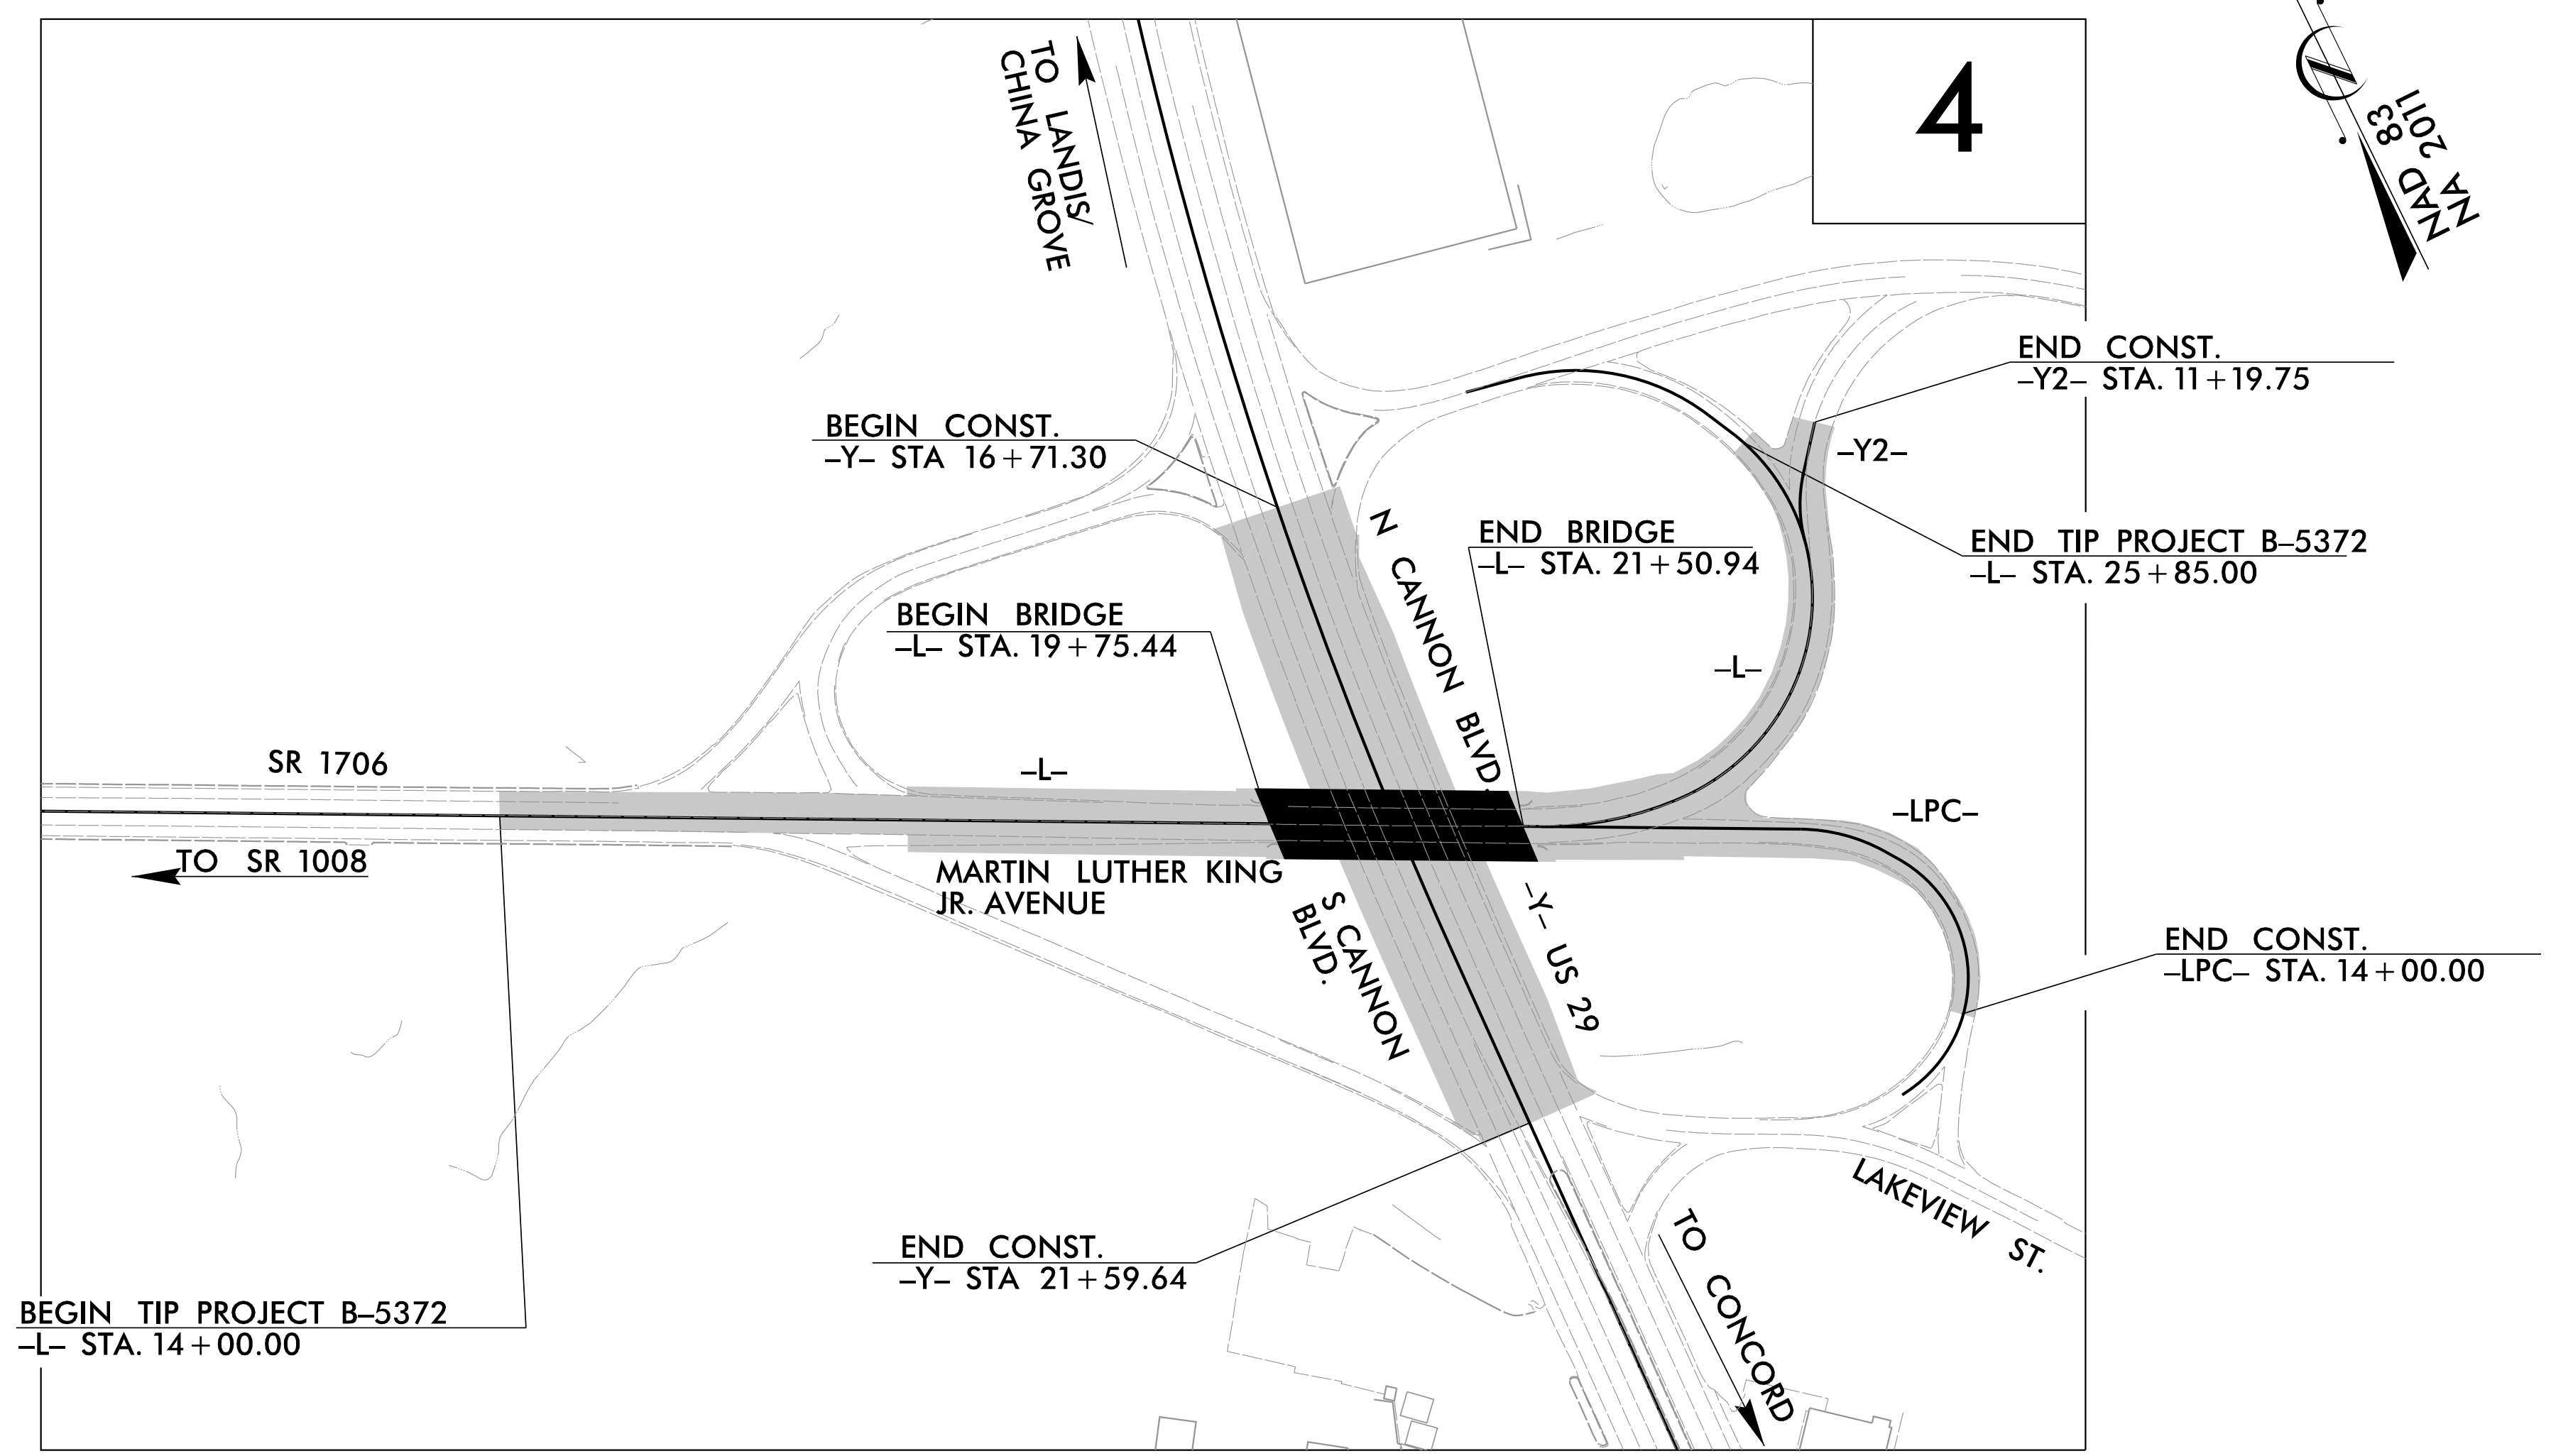 TO LANDIS/
CHINA GROVE
4
NAD 83
NA 2011
END CONST.
–Y2– STA. 11+19.75
BEGIN CONST.
–Y– STA 16+71.30
–Y2–
N CANNON BLVD.
END BRIDGE
–L– STA. 21+50.94
END TIP PROJECT B–5372
–L– STA. 25+85.00
BEGIN BRIDGE
–L– STA. 19+75.44
–L–
SR 1706
–L–
–LPC–
TO SR 1008
MARTIN LUTHER KING
JR. AVENUE
S CANNON
BLVD.
–Y– US 29
END CONST.
–LPC– STA. 14+00.00
LAKEVIEW ST.
END CONST.
–Y– STA 21+59.64
TO CONCORD
BEGIN TIP PROJECT B–5372
–L– STA. 14+00.00